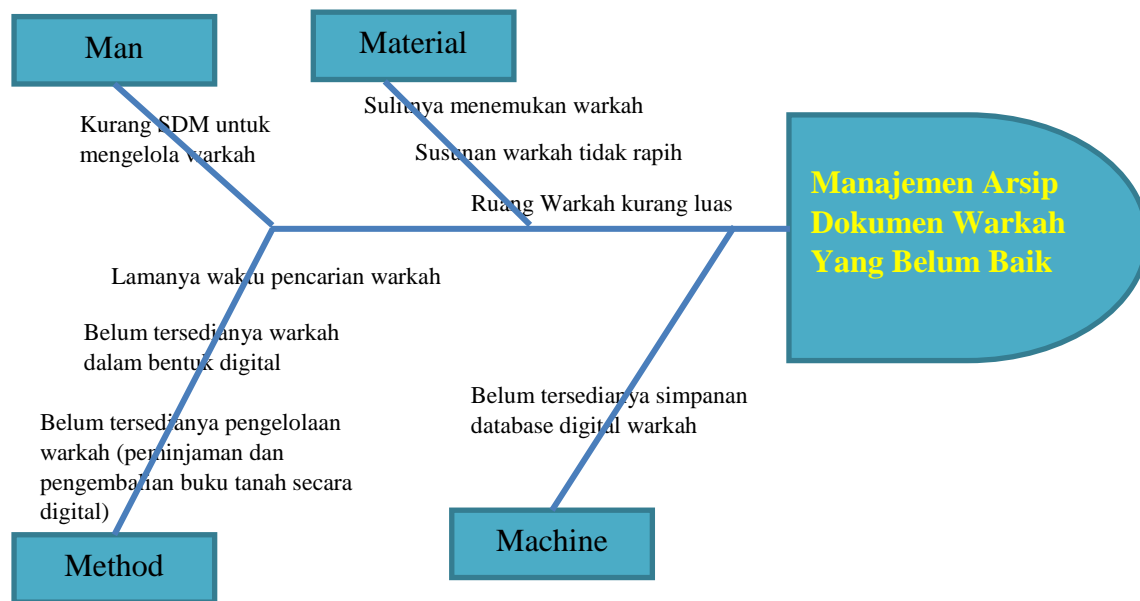 Man
Material
Kurang SDM untuk
mengelola warkah
Sulitnya menemukan warkah
Susunan warkah tidak rapih
Ruang Warkah kurang luas
Manajemen Arsip
Dokumen Warkah
Yang Belum Baik
Lamanya waktu pencarian warkah
Belum tersedianya warkah
dalam bentuk digital
Belum tersedianya pengelolaan
warkah (peminjaman dan
pengembalian buku tanah secara
digital)
Belum tersedianya simpanan
database digital warkah
Method
Machine